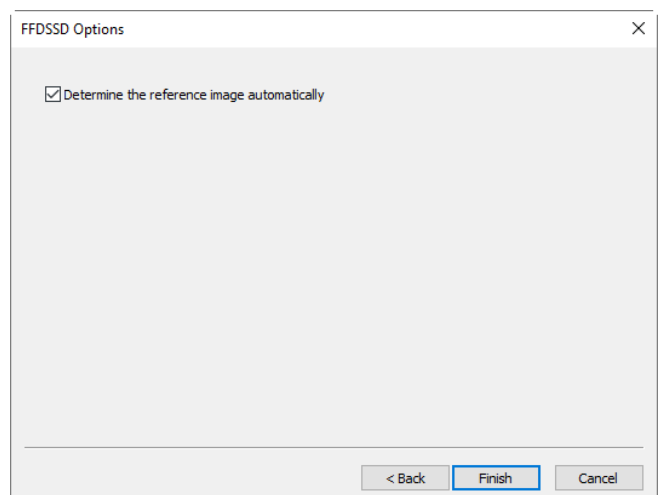 FFDSSD Options
Determine the reference image automatically
< Back Finish Cancel